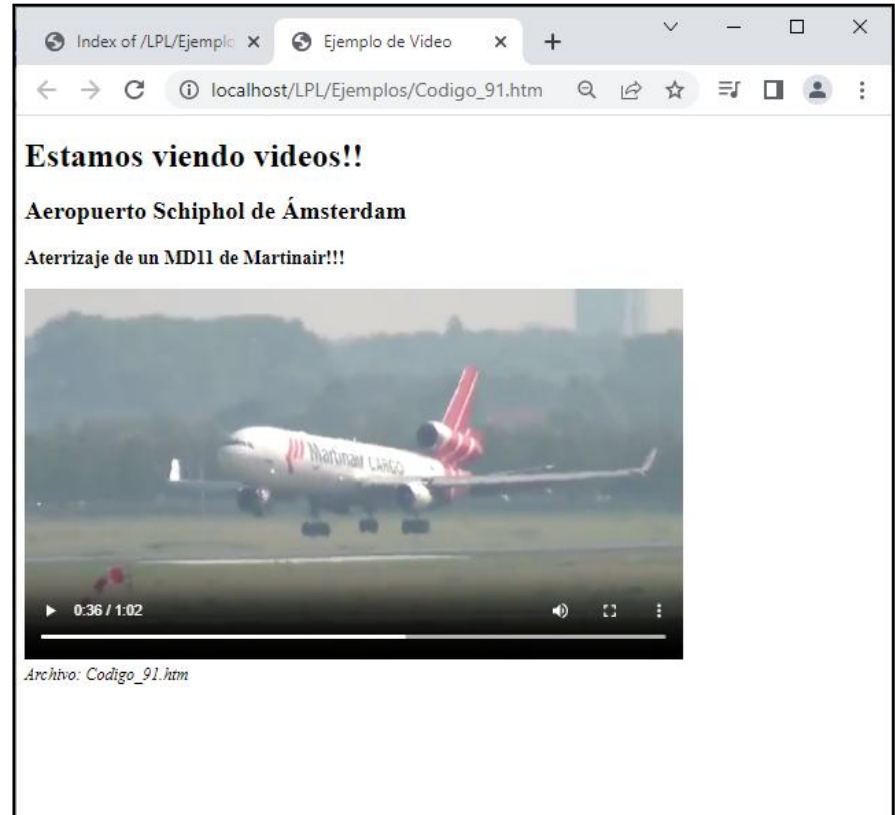 Index of /LPL/Ejemplo
Ejemplo de Video
localhost/LPL/Ejemplos/Codigo_91.htm
Estamos viendo videos!!
Aeropuerto Schiphol de Ámsterdam
Aterrizaje de un MD11 de Martinair!!!
Martinair CARGO
0:36 / 1:02
Archivo: Codigo_91.htm